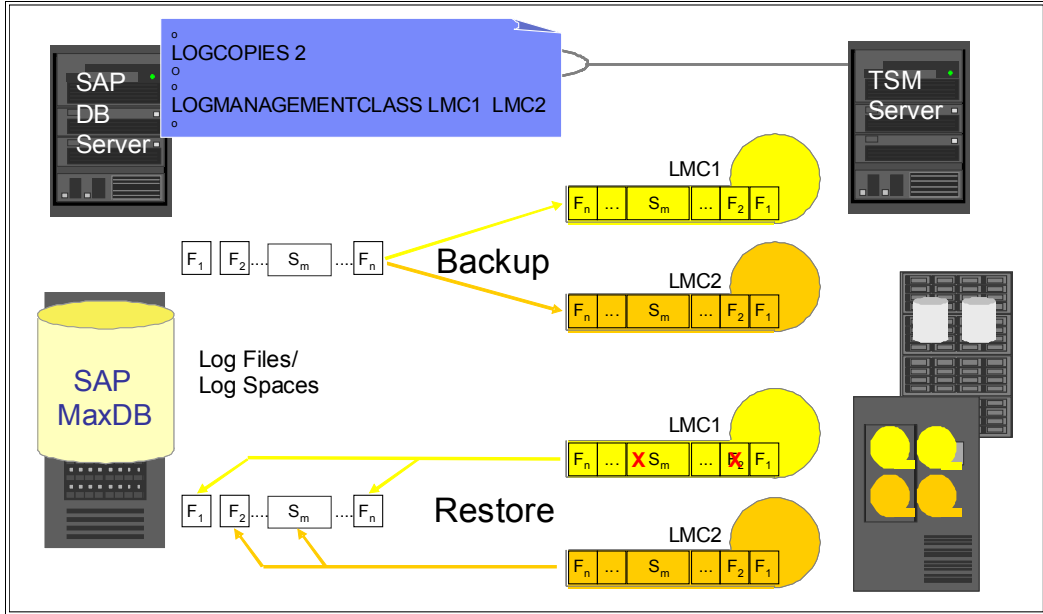 SAP
DB
Server
o
LOGCOPIES 2
O
o
LOGMANAGEMENTCLASS LMC1 LMC2
o
TSM
Server
LMC1
Fn ... Sm ... F2 F1
F1 F2 .... Sm .... Fn
Backup
LMC2
Fn ... Sm ... F2 F1
SAP
MaxDB
Log Files/
Log Spaces
LMC1
Fn ... X Sm ... F2 X F1
F1 F2 .... Sm .... Fn
Restore
LMC2
Fn ... Sm ... F2 F1